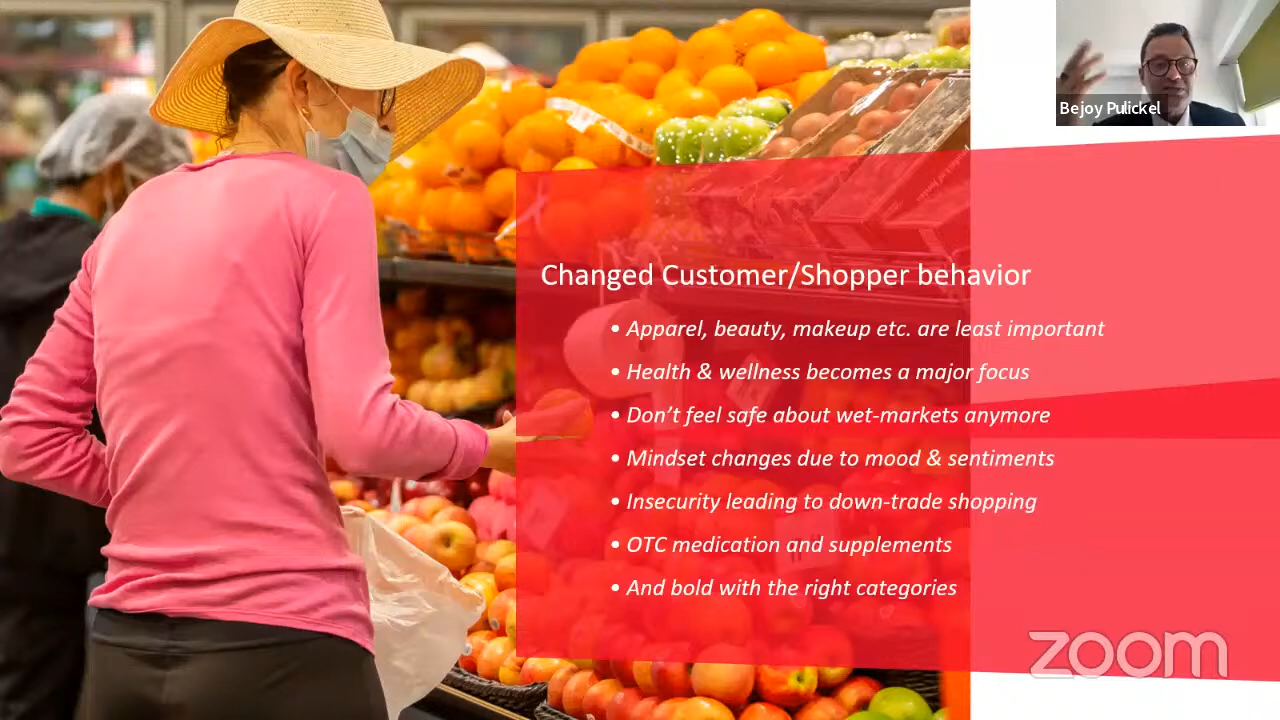 Bejoy Pulickel
Changed Customer/Shopper behavior
• Apparel, beauty, makeup etc. are least important
• Health & wellness becomes a major focus
• Don't feel safe about wet-markets anymore
• Mindset changes due to mood & sentiments
• Insecurity leading to down-trade shopping
• OTC medication and supplements
• And bold with the right categories
zoom